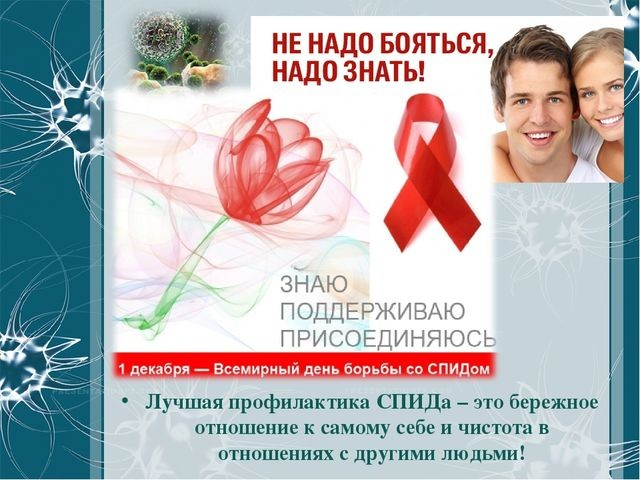 НЕ НАДО БОЯТЬСЯ,
НАДО ЗНАТЬ!
ЗНАЮ
ПОДДЕРЖИВАЮ
ПРИСОЕДИНЯЮСЬ
1 декабря — Всемирный день борьбы со СПИДом
• Лучшая профилактика СПИДа – это бережное
отношение к самому себе и чистота в
отношениях с другими людьми!